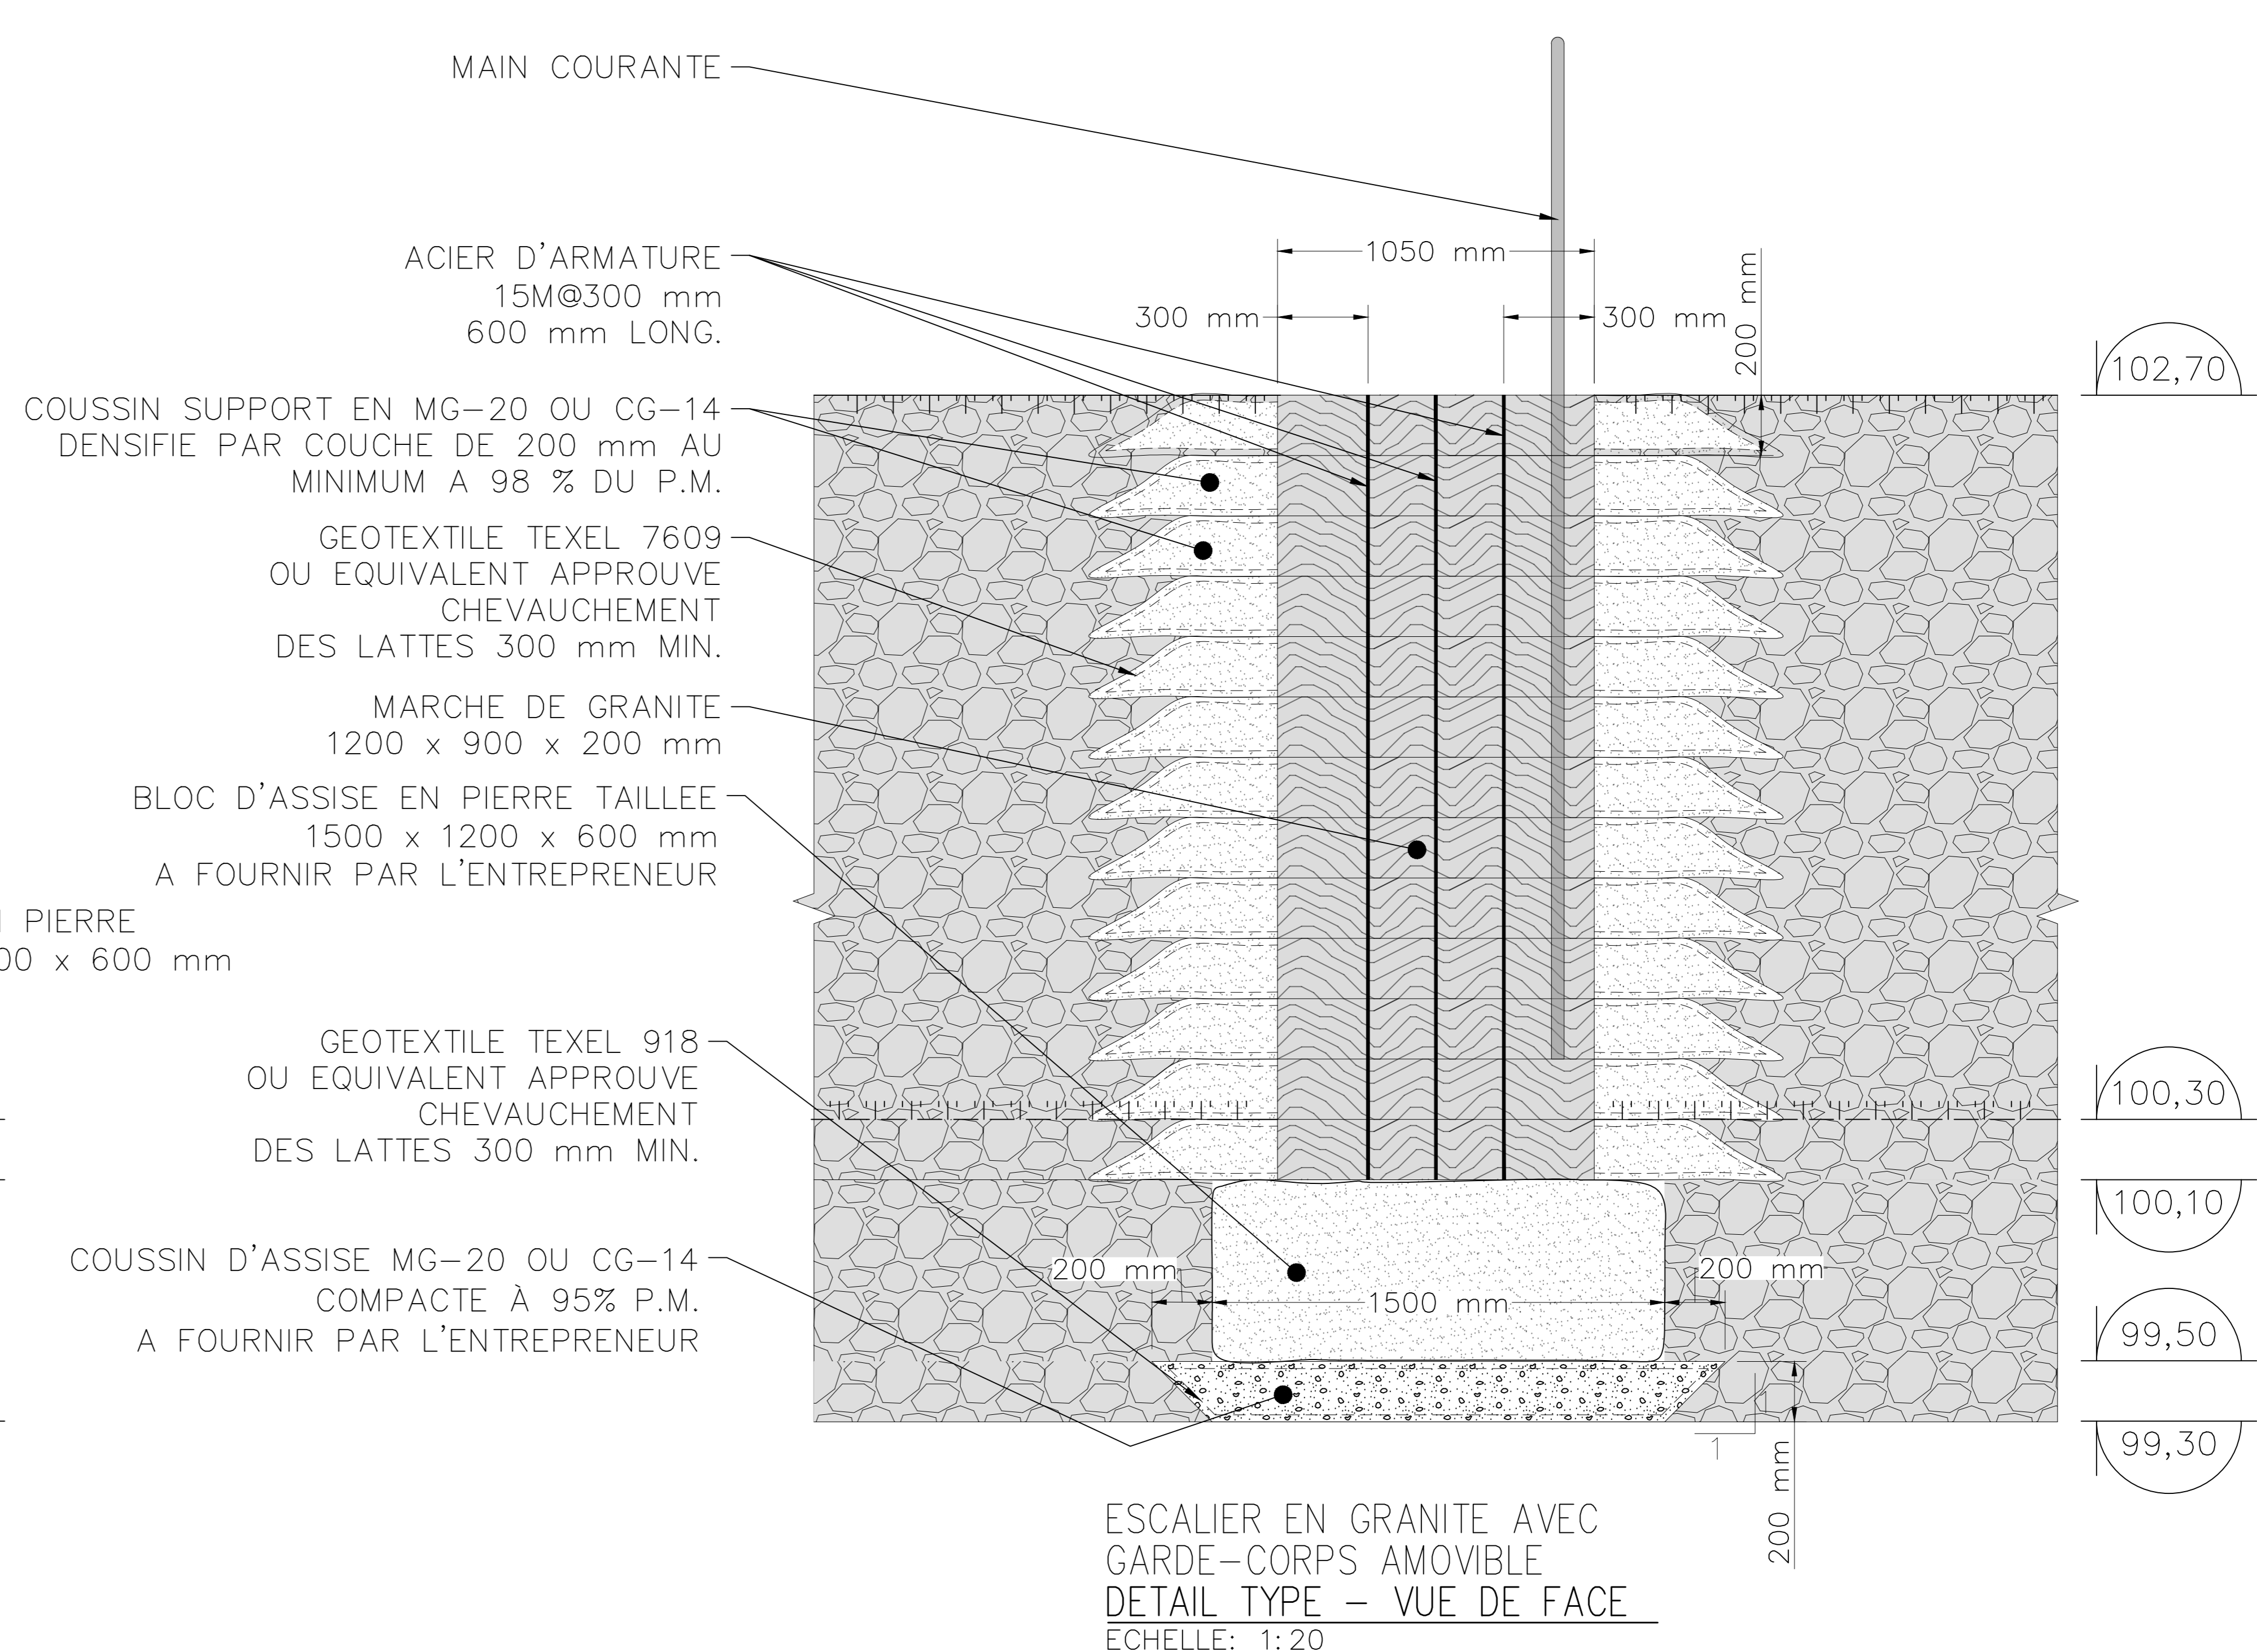 MAIN COURANTE
ACIER D'ARMATURE
15M@300 mm
600 mm LONG.
1050 mm
300 mm
300 mm
200 mm
102,70
COUSSIN SUPPORT EN MG-20 OU CG-14
DENSIFIE PAR COUCHE DE 200 mm AU
MINIMUM A 98 % DU P.M.
GEOTEXTILE TEXEL 7609
OU EQUIVALENT APPROUVE
CHEVAUCHEMENT
DES LATTES 300 mm MIN.
MARCHE DE GRANITE
1200 x 900 x 200 mm
BLOC D'ASSISE EN PIERRE TAILLEE
1500 x 1200 x 600 mm
A FOURNIR PAR L'ENTREPRENEUR
PIERRE
00 x 600 mm
GEOTEXTILE TEXEL 918
OU EQUIVALENT APPROUVE
CHEVAUCHEMENT
DES LATTES 300 mm MIN.
100,30
100,10
COUSSIN D'ASSISE MG-20 OU CG-14
COMPACTE À 95% P.M.
A FOURNIR PAR L'ENTREPRENEUR
200 mm
1500 mm
200 mm
99,50
1
1
200 mm
99,30
ESCALIER EN GRANITE AVEC
GARDE-CORPS AMOVIBLE
DETAIL TYPE - VUE DE FACE
ECHELLE: 1:20